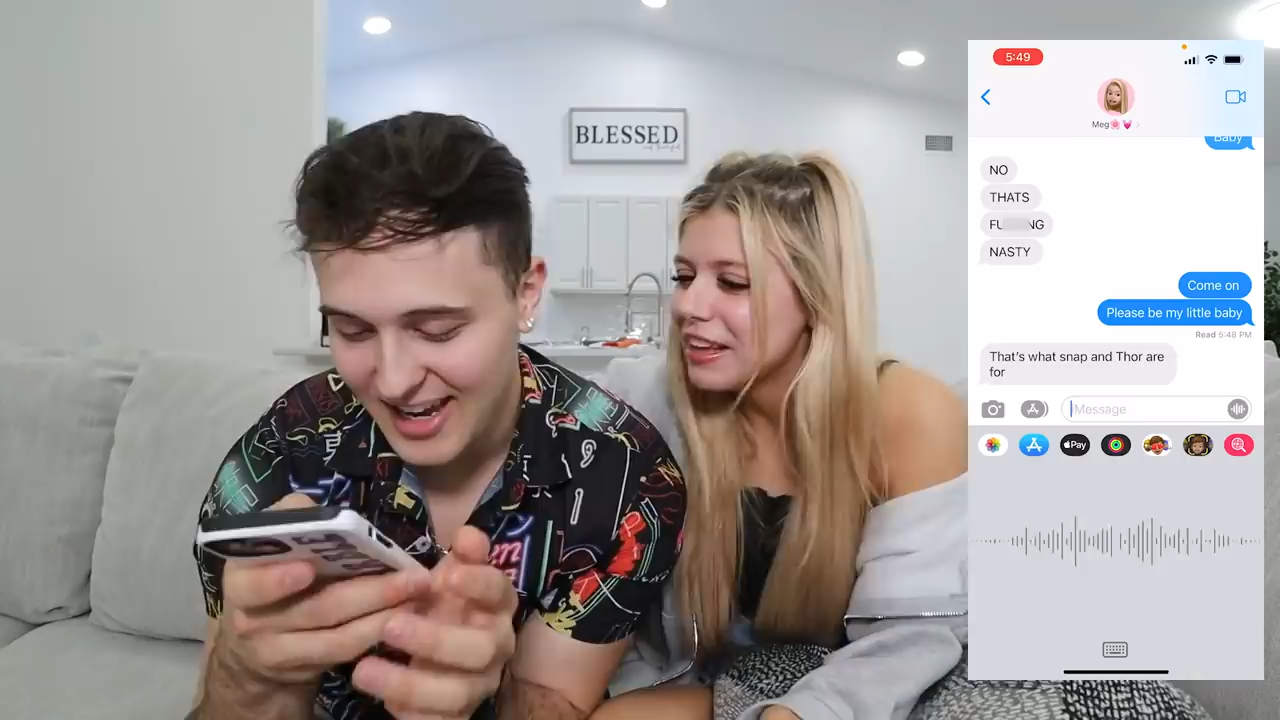 BLESSED
5:49
Meg
Baby
NO
THATS
FU NG
NASTY
Come on
Please be my little baby
Read 5:48 PM
That's what snap and Thor are
for
Message
Pay